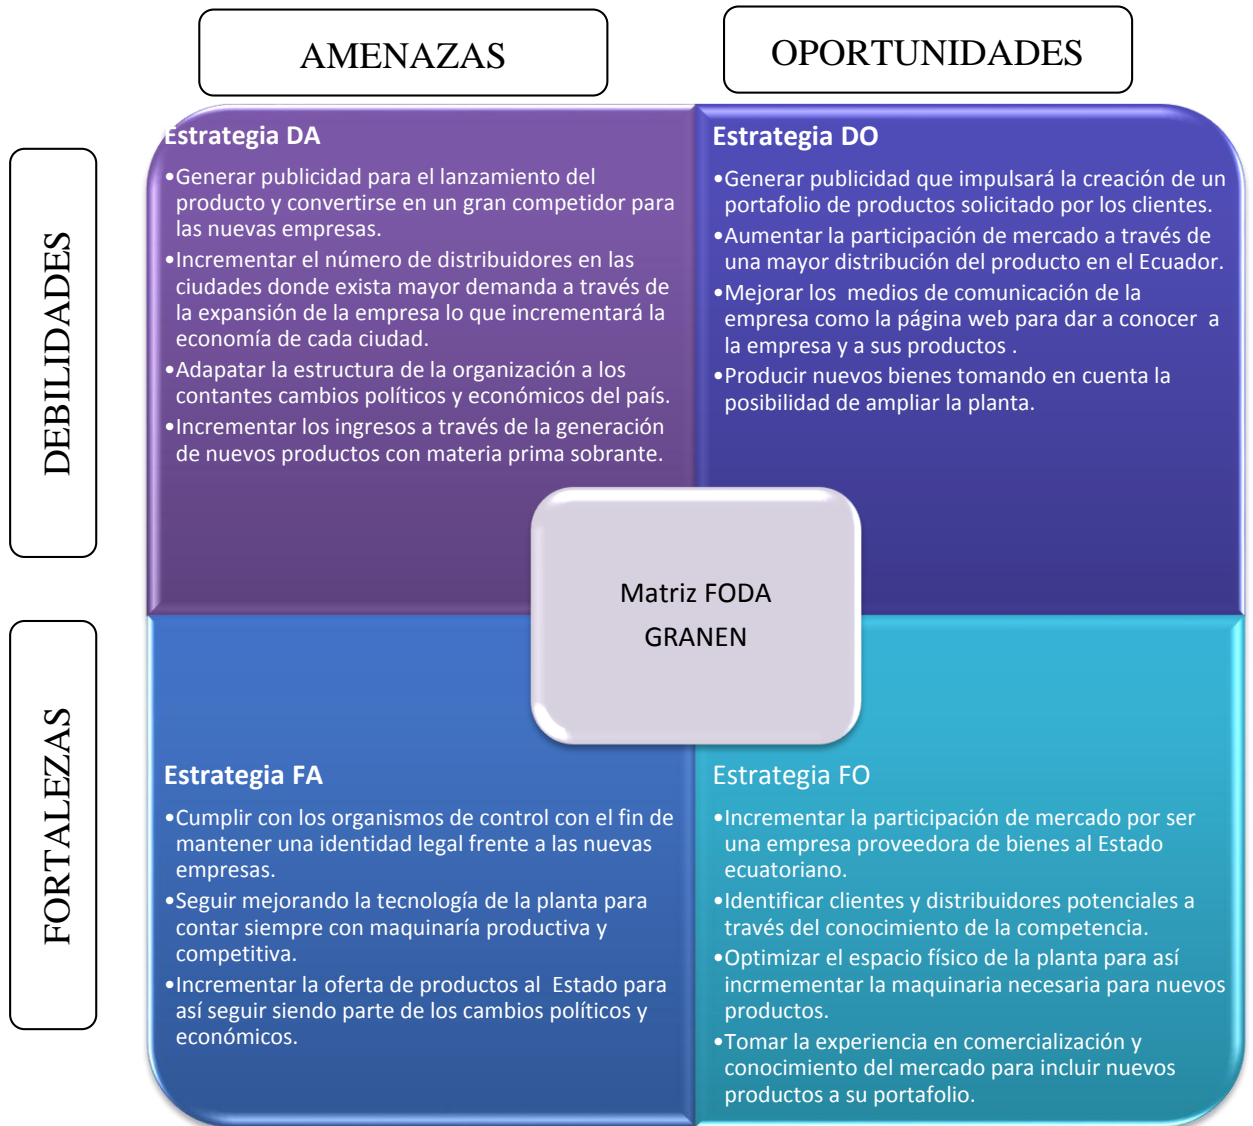 AMENAZAS
OPORTUNIDADES
DEBILIDADES
Estrategia DA
•Generar publicidad para el lanzamiento del
producto y convertirse en un gran competidor para
las nuevas empresas.
•Incrementar el número de distribuidores en las
ciudades donde exista mayor demanda a través de
la expansión de la empresa lo que incrementará la
economía de cada ciudad.
•Adapatar la estructura de la organización a los
contantes cambios políticos y económicos del país.
•Incrementar los ingresos a través de la generación
de nuevos productos con materia prima sobrante.
Estrategia DO
•Generar publicidad que impulsará la creación de un
portafolio de productos solicitado por los clientes.
•Aumentar la participación de mercado a través de
una mayor distribución del producto en el Ecuador.
•Mejorar los  medios de comunicación de la
empresa como la página web para dar a conocer  a
la empresa y a sus productos .
•Producir nuevos bienes tomando en cuenta la
posibilidad de ampliar la planta.
Matriz FODA
GRANEN
FORTALEZAS
Estrategia FA
•Cumplir con los organismos de control con el fin de
mantener una identidad legal frente a las nuevas
empresas.
•Seguir mejorando la tecnología de la planta para
contar siempre con maquinaría productiva y
competitiva.
•Incrementar la oferta de productos al  Estado para
así seguir siendo parte de los cambios políticos y
económicos.
Estrategia FO
•Incrementar la participación de mercado por ser
una empresa proveedora de bienes al Estado
ecuatoriano.
•Identificar clientes y distribuidores potenciales a
través del conocimiento de la competencia.
•Optimizar el espacio físico de la planta para así
incrmementar la maquinaria necesaria para nuevos
productos.
•Tomar la experiencia en comercialización y
conocimiento del mercado para incluir nuevos
productos a su portafolio.